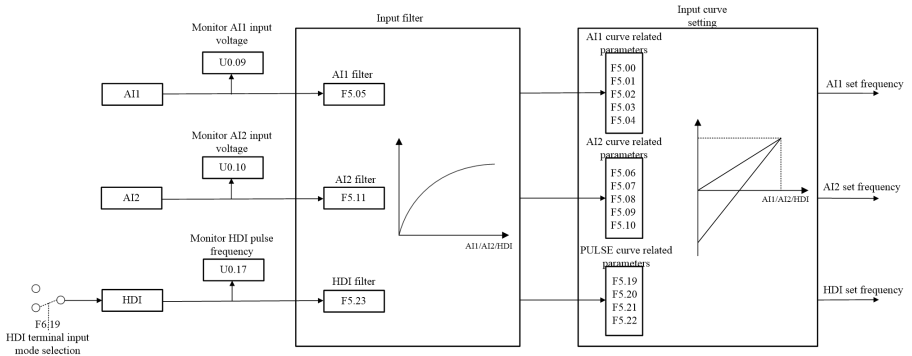 Input filter
Input curve
setting
Monitor AI1 input
voltage
U0.09
AI1
AI1 filter
F5.05
AI1 curve related
parameters
F5.00
F5.01
F5.02
F5.03
F5.04
AI1 set frequency
Monitor AI2 input
voltage
U0.10
AI2
AI2 filter
F5.11
AI1/AI2/HDI
AI2 curve related
parameters
F5.06
F5.07
F5.08
F5.09
F5.10
AI1/AI2/HDI
AI2 set frequency
Monitor HDI pulse
frequency
U0.17
HDI
HDI filter
F5.23
PULSE curve related
parameters
F5.19
F5.20
F5.21
F5.22
HDI set frequency
F6.19
HDI terminal input
mode selection